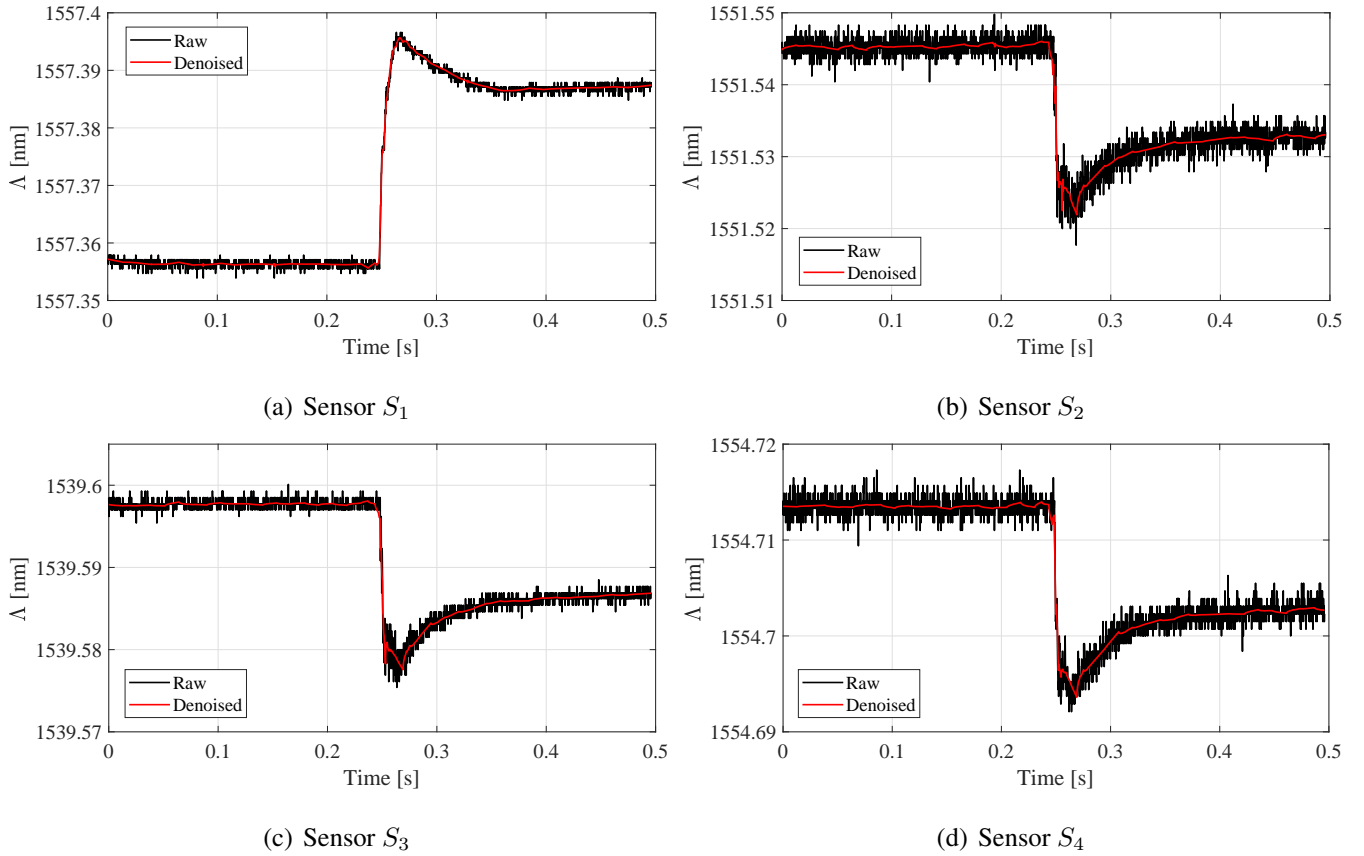 1557.4
1557.39
1557.38
1557.37
1557.36
1557.35
Λ [nm]
Raw
Denoised
0 0.1 0.2 0.3 0.4 0.5
Time [s]
(a) Sensor S1
1551.55
1551.54
1551.53
1551.52
1551.51
Λ [nm]
Raw
Denoised
0 0.1 0.2 0.3 0.4 0.5
Time [s]
(b) Sensor S2
1539.6
1539.59
1539.58
1539.57
Λ [nm]
Raw
Denoised
0 0.1 0.2 0.3 0.4 0.5
Time [s]
(c) Sensor S3
1554.72
1554.71
1554.7
1554.69
Λ [nm]
Raw
Denoised
0 0.1 0.2 0.3 0.4 0.5
Time [s]
(d) Sensor S4